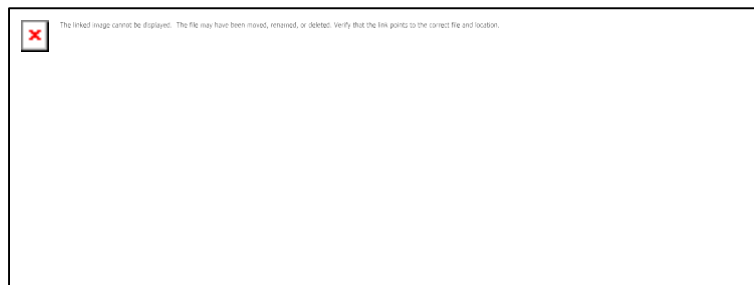 The linked image cannot be displayed. The file may have been moved, renamed, or deleted. Verify that the link points to the correct file and location.